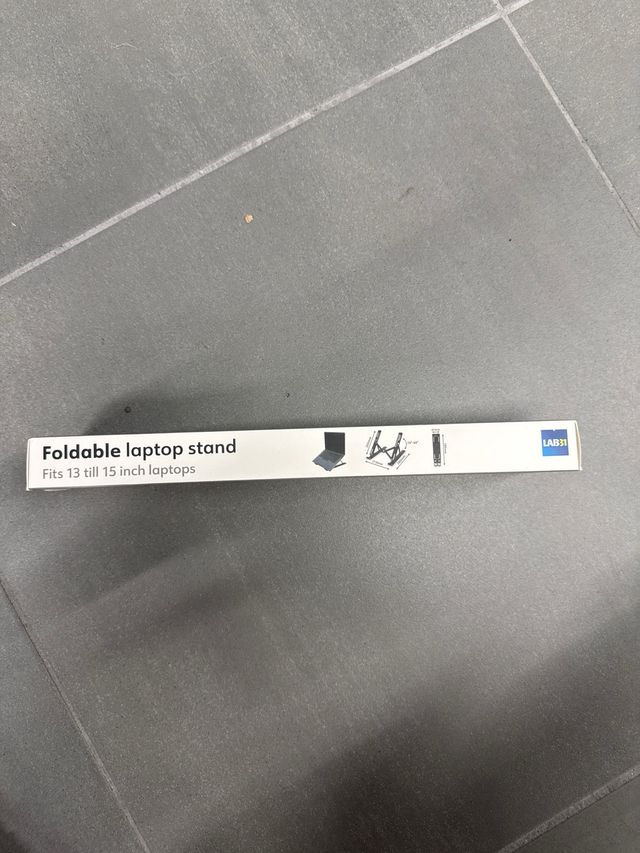 Foldable laptop stand
Fits 13 till 15 inch laptops
LAB31